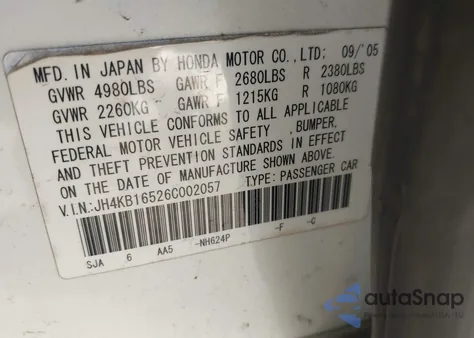 MFD. IN JAPAN BY HONDA MOTOR CO., LTD: 09/'05
GVWR 4980LBS GAWR F 2680LBS R 2380LBS
GVWR 2260KG GAWR F 1215KG R 1080KG
THIS VEHICLE CONFORMS TO ALL APPLICABLE
FEDERAL MOTOR VEHICLE SAFETY , BUMPER,
AND THEFT PREVENTION STANDARDS IN EFFECT
ON THE DATE OF MANUFACTURE SHOWN ABOVE.
V.I.N:JH4KB16526C002057 TYPE: PASSENGER CAR
SJA 6 AA5 -NH624P -F -C
autoSnap